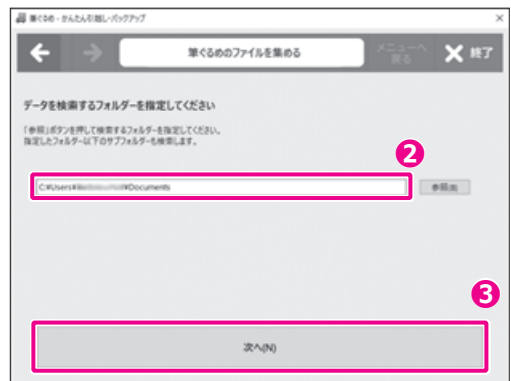 筆ぐるめ - かんたん引越し・バックアップ
筆ぐるめのファイルを集める
メニューへ
戻る
終了
データを検索するフォルダーを指定してください
「参照」ボタンを押して検索するフォルダーを指定してください。
指定したフォルダー以下のサブフォルダーも検索します。
2
C:¥Users¥ ¥Documents
参照
3
次へ(N)